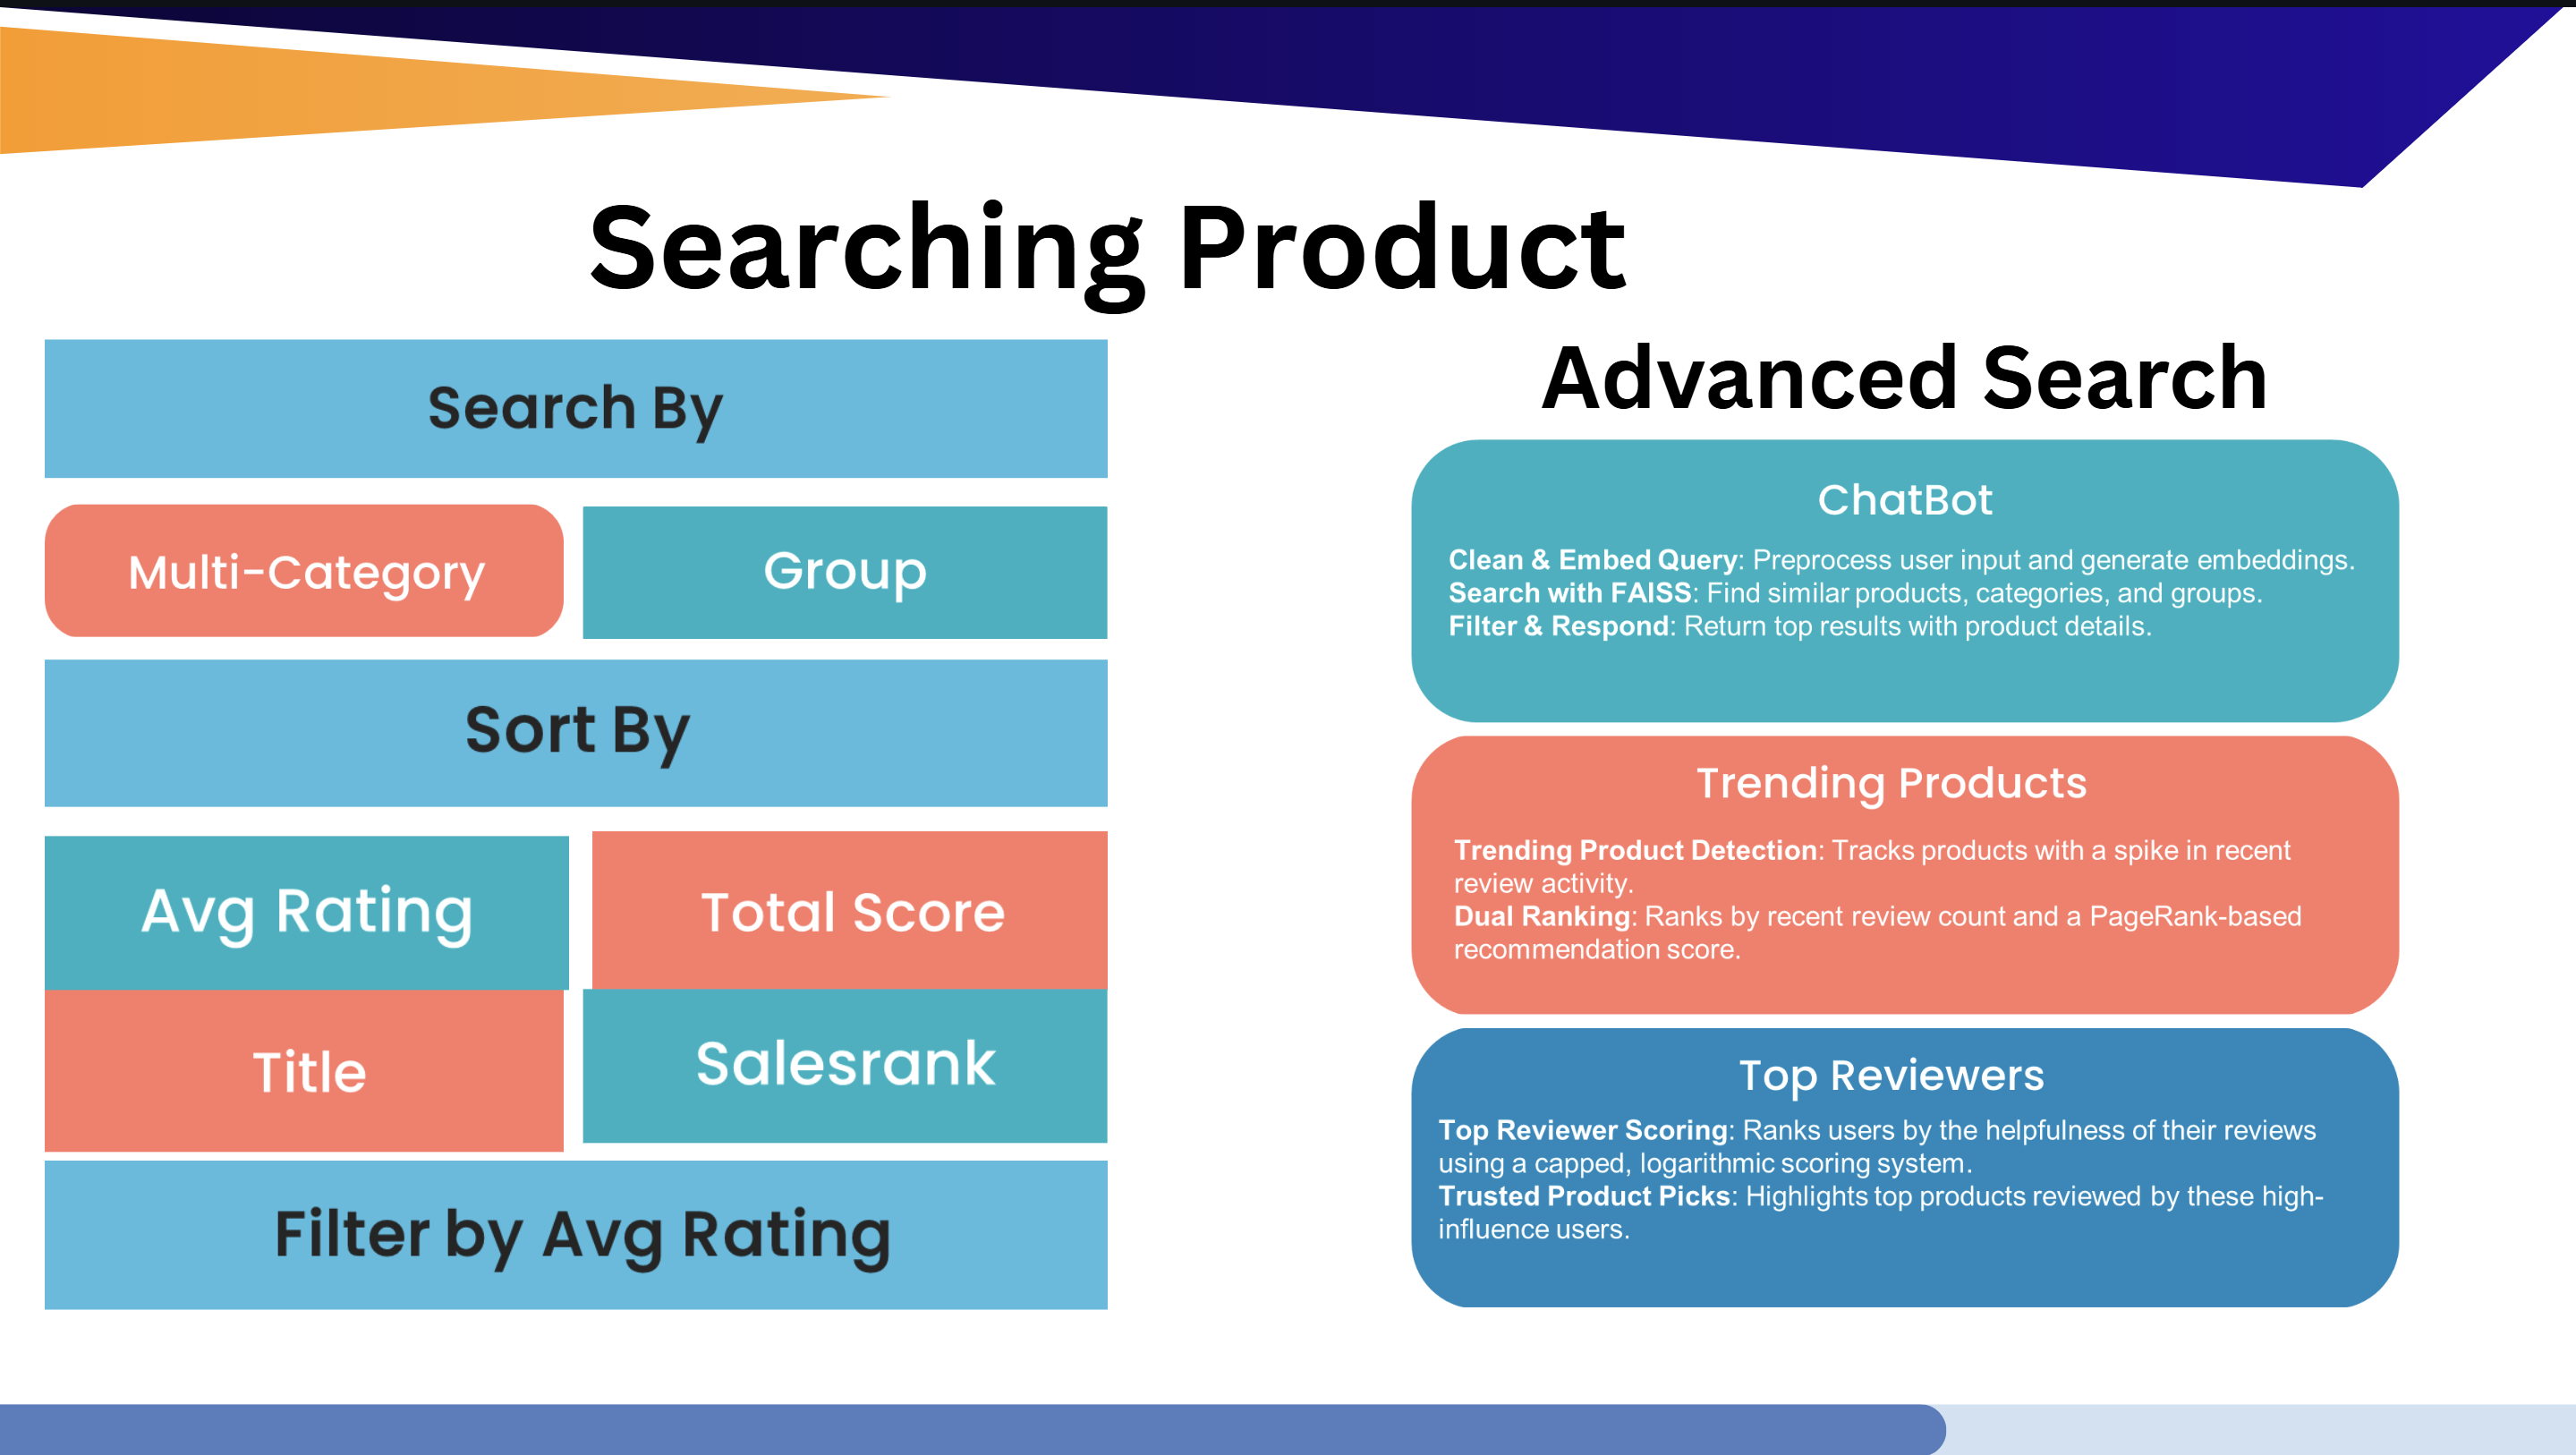 Searching Product
Search By
Multi-Category
Group
Sort By
Avg Rating
Total Score
Title
Salesrank
Filter by Avg Rating
Advanced Search
ChatBot
Clean & Embed Query: Preprocess user input and generate embeddings.
Search with FAISS: Find similar products, categories, and groups.
Filter & Respond: Return top results with product details.
Trending Products
Trending Product Detection: Tracks products with a spike in recent
review activity.
Dual Ranking: Ranks by recent review count and a PageRank-based
recommendation score.
Top Reviewers
Top Reviewer Scoring: Ranks users by the helpfulness of their reviews
using a capped, logarithmic scoring system.
Trusted Product Picks: Highlights top products reviewed by these high-
influence users.